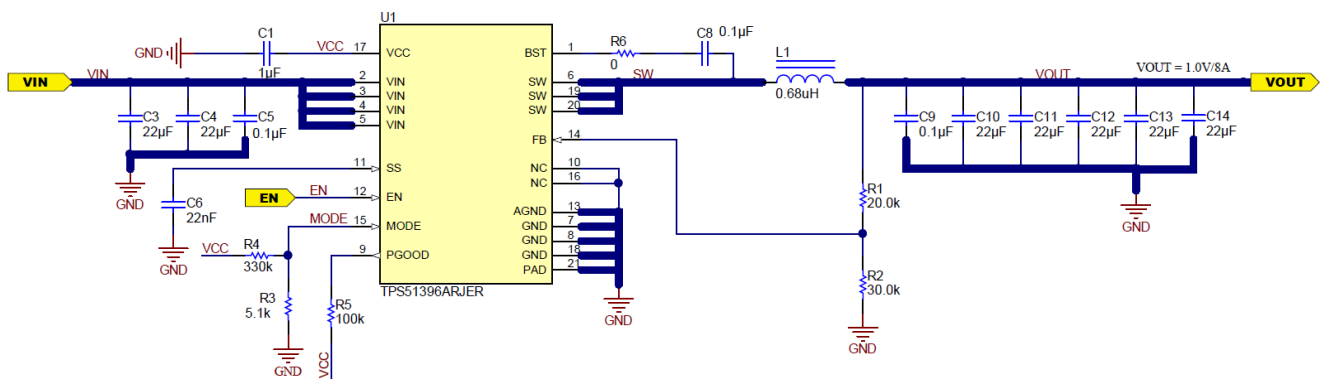 U1
GND
C1
1µF
VCC
17
VCC
BST
1
R6
0
C8
0.1µF
L1
0.68uH
VIN
VIN
2
VIN
3
VIN
4
VIN
5
VIN
SW
6
SW
19
SW
20
SW
VOUT
VOUT = 1.0V/8A
VOUT
C3
22µF
C4
22µF
C5
0.1µF
GND
FB
14
C9
0.1µF
C10
22µF
C11
22µF
C12
22µF
C13
22µF
C14
22µF
GND
11
SS
NC
10
NC
16
C6
22nF
GND
EN
EN
12
EN
R1
20.0k
MODE
15
MODE
AGND
13
GND
7
GND
8
GND
18
PAD
21
GND
VCC
R4
330k
9
PGOOD
R3
5.1k
GND
R5
100k
VCC
R2
30.0k
GND
TPS51396ARJER